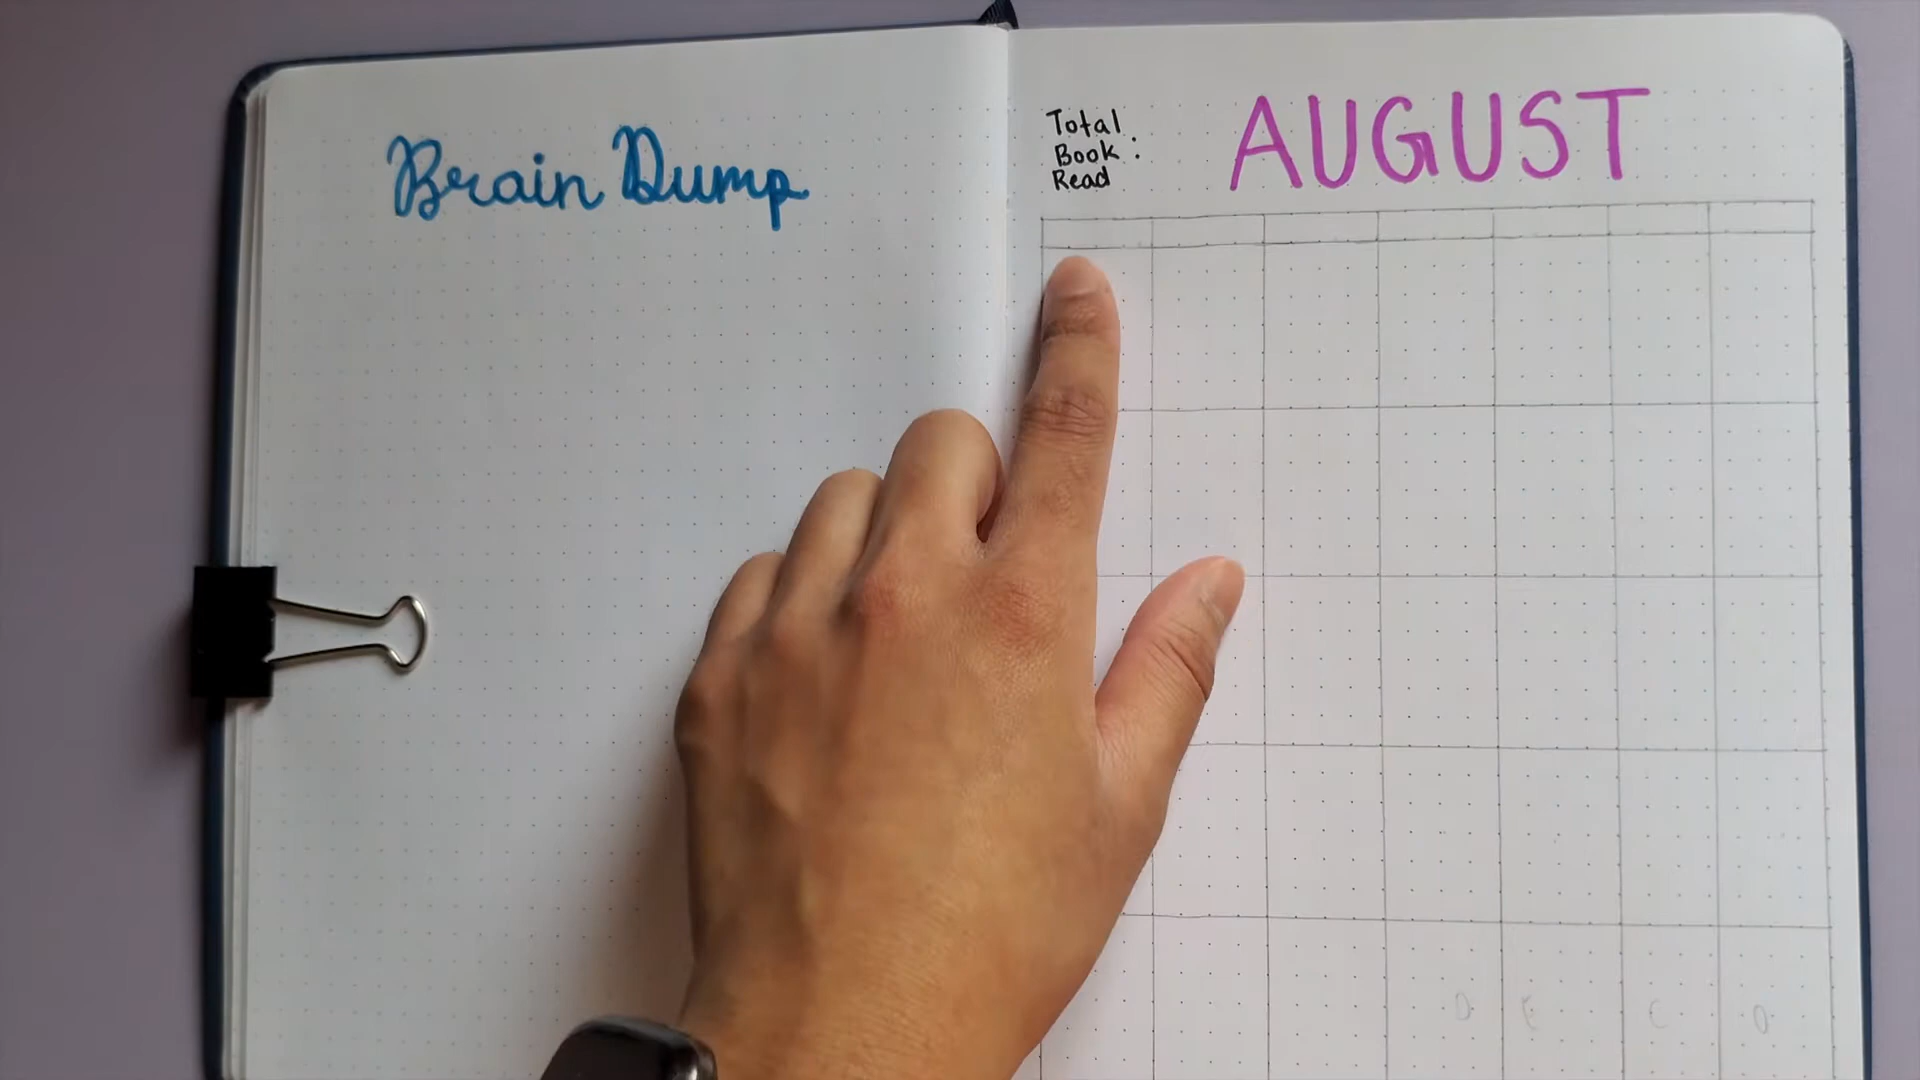 Brain Dump
Total
Book :
Read
AUGUST